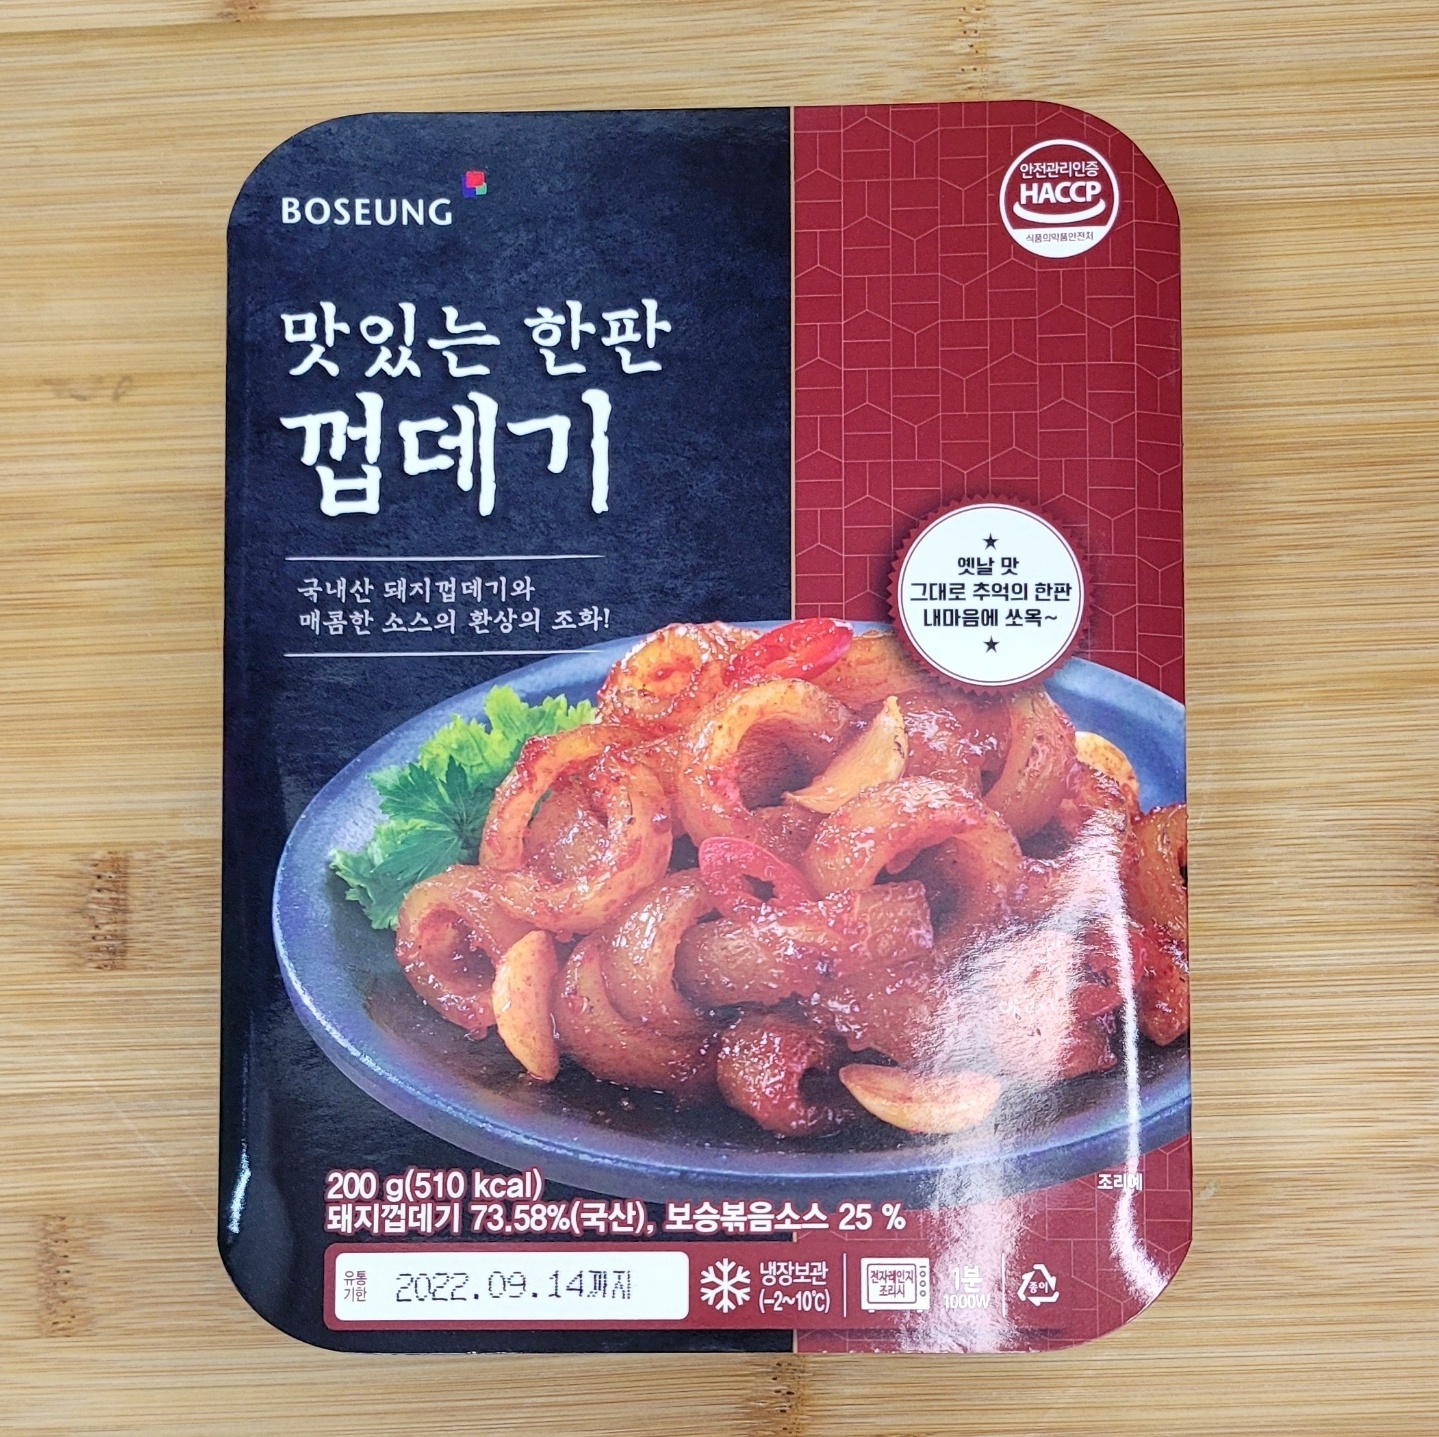 BOSEUNG
안전관리인증
HACCP
식품의약품안전처
맛있는 한판
껍데기
국내산 돼지껍데기와
매콤한 소스의 환상의 조화!
★
옛날 맛
그대로 추억의 한판
내마음에 쏘옥~
★
조리예
200 g(510 kcal)
돼지껍데기 73.58%(국산), 보승볶음소스 25 %
유통
기한
2022.09.14까지
냉장보관
(-2~10℃)
전자레인지
조리시
1분
1000W
종이